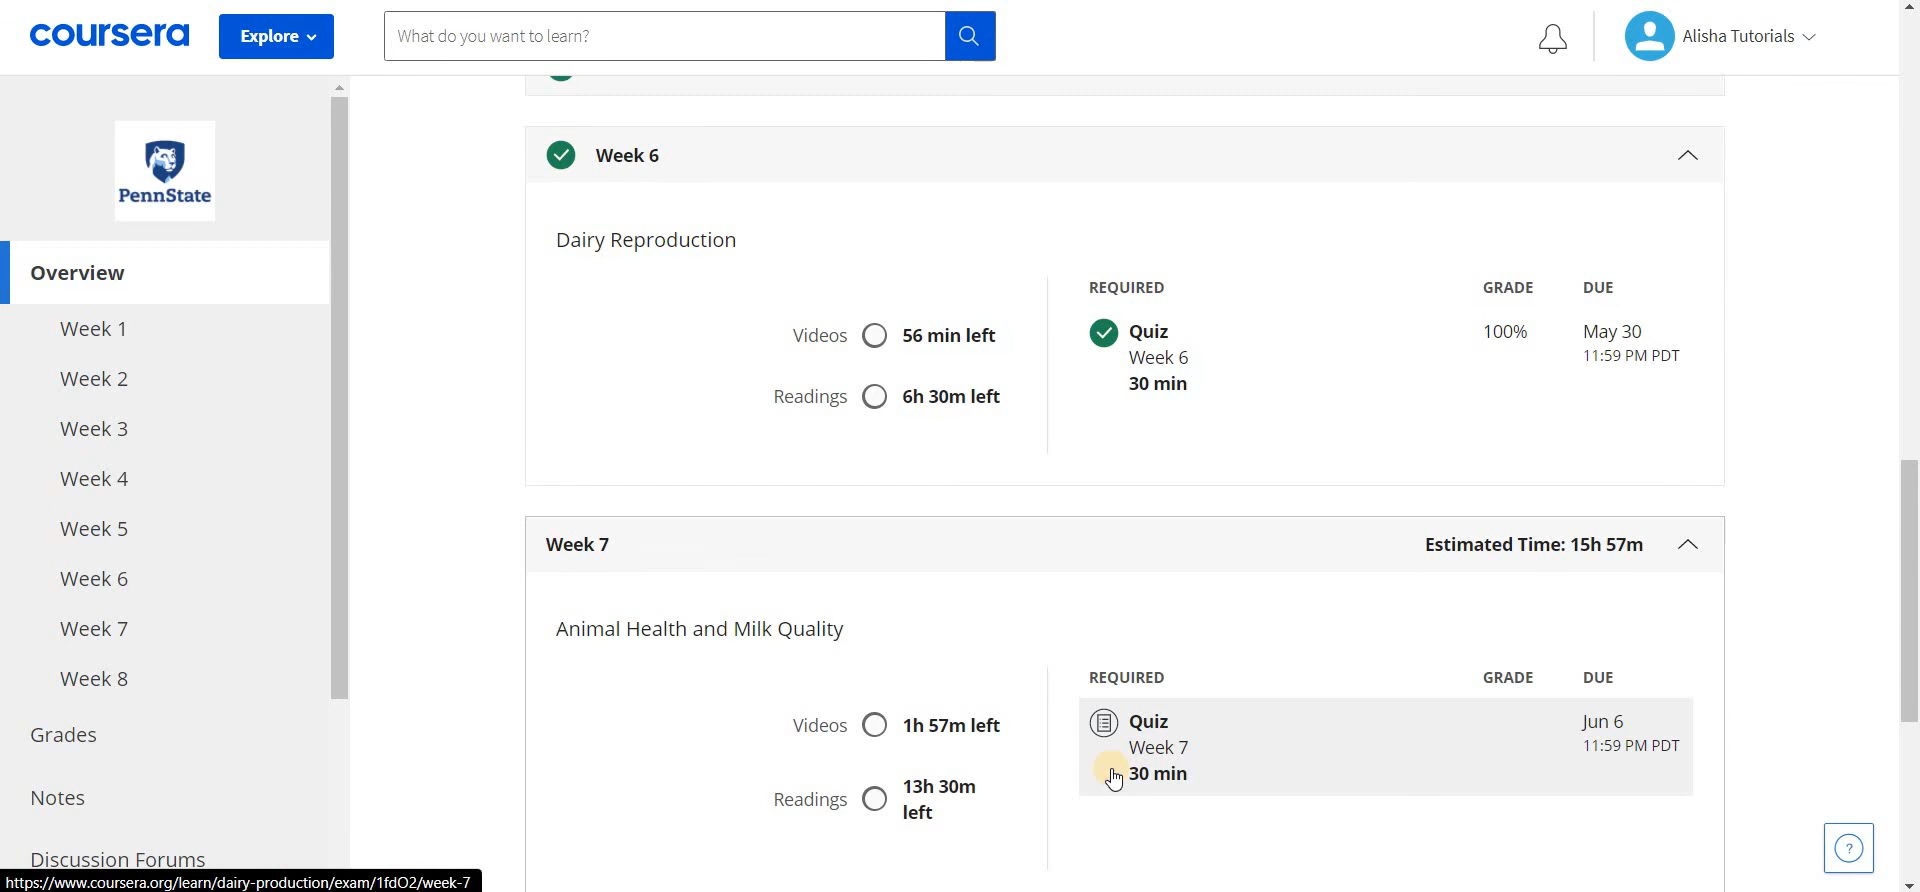 coursera
Explore
What do you want to learn?
Alisha Tutorials
PennState
Overview
Week 1
Week 2
Week 3
Week 4
Week 5
Week 6
Week 7
Week 8
Grades
Notes
Discussion Forums
https://www.coursera.org/learn/dairy-production/exam/1fdO2/week-7
Week 6
Dairy Reproduction
Videos 56 min left
Readings 6h 30m left
REQUIRED GRADE DUE
Quiz 100% May 30
Week 6 11:59 PM PDT
30 min
Week 7 Estimated Time: 15h 57m
Animal Health and Milk Quality
Videos 1h 57m left
Readings 13h 30m
left
REQUIRED GRADE DUE
Quiz Jun 6
Week 7 11:59 PM PDT
30 min
?